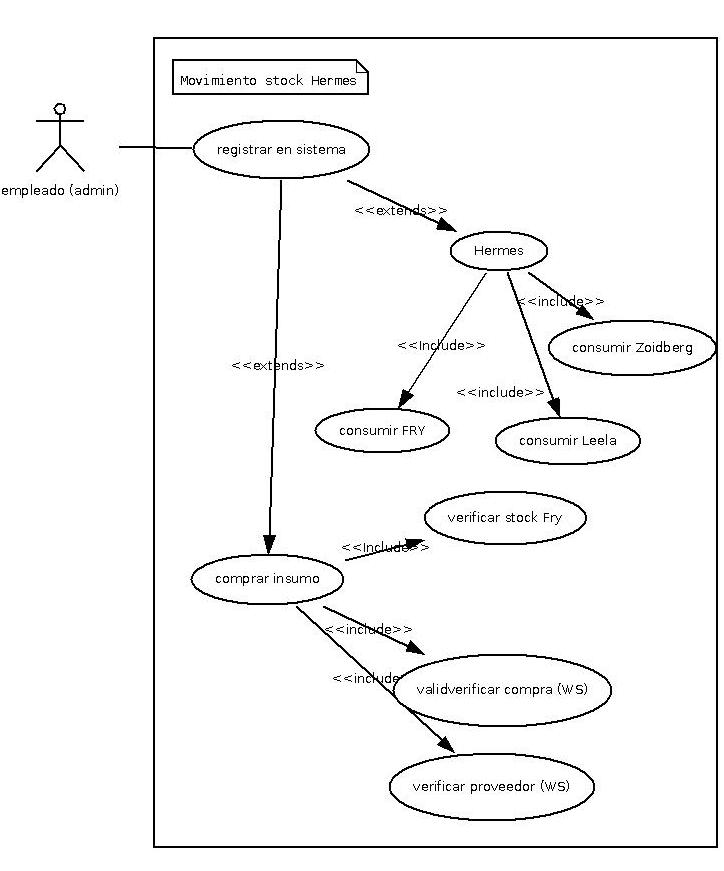 Movimiento stock Hermes
registrar en sistema
empleado (admin)
<<extends>>
Hermes
<<include>>
<<Include>>
consumir Zoidberg
<<extends>>
<<include>>
consumir FRY
consumir Leela
verificar stock Fry
<<Include>>
comprar insumo
<<include>>
<<include
validverificar compra (WS)
verificar proveedor (WS)